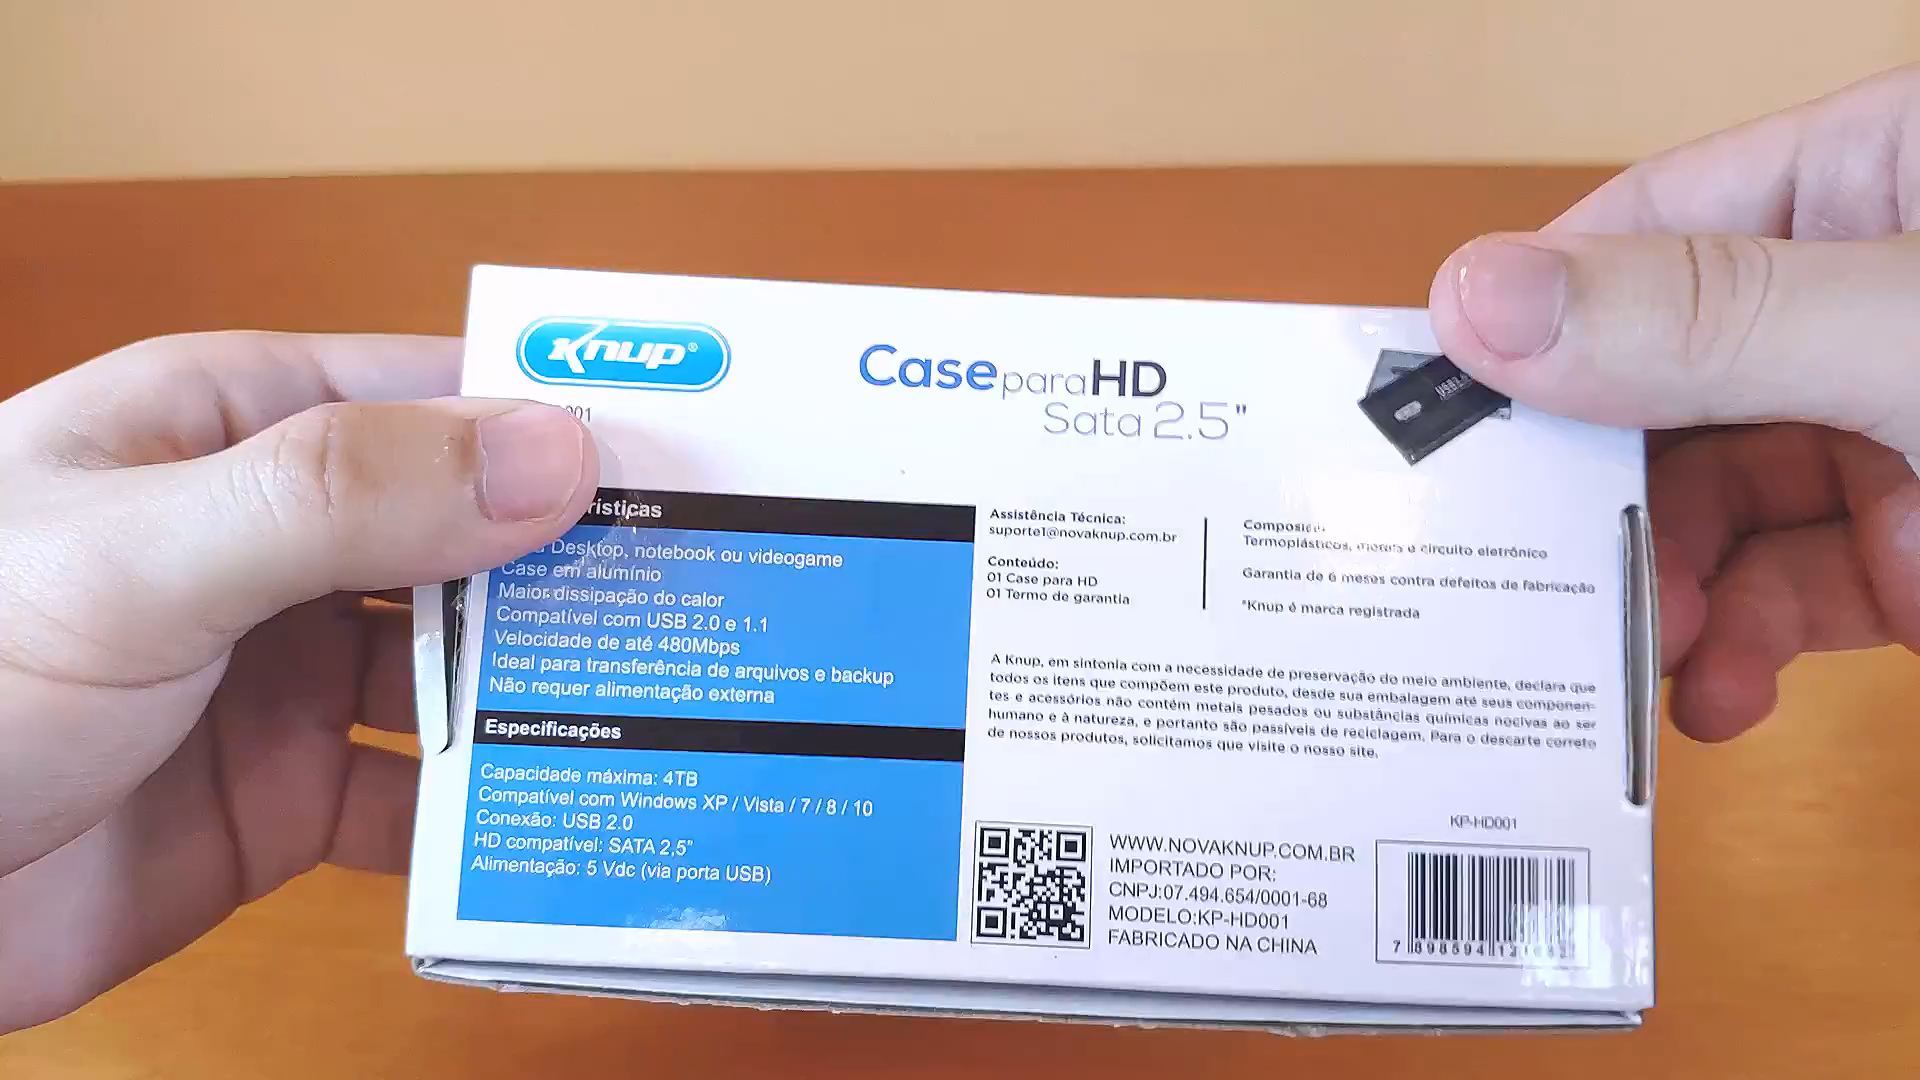 Knup®
Case para HD
Sata 2.5"
001
rísticas
Desktop, notebook ou videogame
Case em alumínio
Maior dissipação do calor
Compatível com USB 2.0 e 1.1
Velocidade de até 480Mbps
Ideal para transferência de arquivos e backup
Não requer alimentação externa
Especificações
Capacidade máxima: 4TB
Compatível com Windows XP / Vista / 7 / 8 / 10
Conexão: USB 2.0
HD compatível: SATA 2,5"
Alimentação: 5 Vdc (via porta USB)
Assistência Técnica:
suporte1@novaknup.com.br
Conteúdo:
01 Case para HD
01 Termo de garantia
Termoplásticos, metais e circuito eletrônico
Garantia de 6 meses contra defeitos de fabricação
*Knup é marca registrada
A Knup, em sintonia com a necessidade de preservação do meio ambiente, declara que
todos os itens que compõem este produto, desde sua embalagem até seus componen-
tes e acessórios não contém metais pesados ou substâncias químicas nocivas ao ser
humano e à natureza, e portanto são passíveis de reciclagem. Para o descarte correto
de nossos produtos, solicitamos que visite o nosso site.
WWW.NOVAKNUP.COM.BR
IMPORTADO POR:
CNPJ:07.494.654/0001-68
MODELO:KP-HD001
FABRICADO NA CHINA
KP-HD001